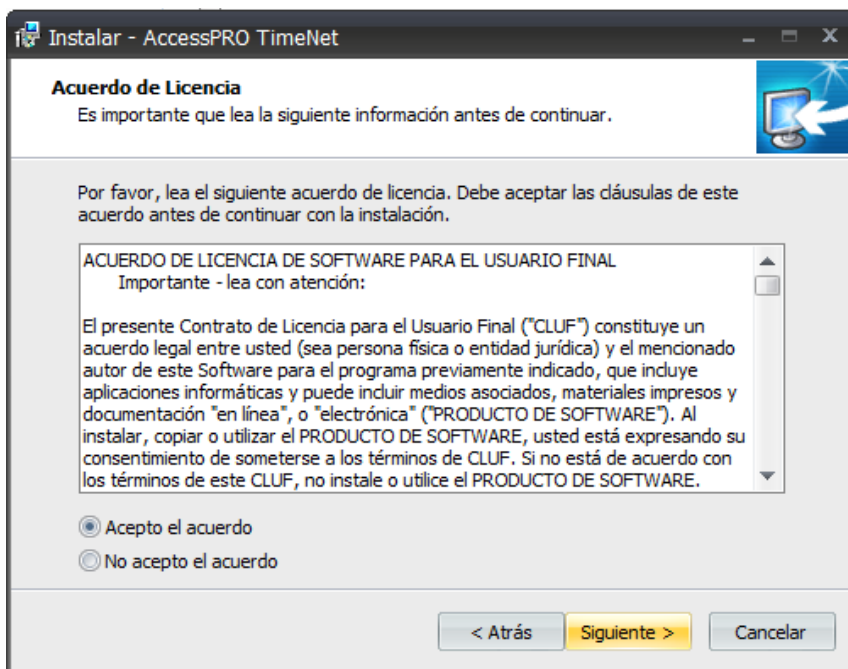 Instalar - AccessPRO TimeNet
Acuerdo de Licencia
Es importante que lea la siguiente información antes de continuar.
Por favor, lea el siguiente acuerdo de licencia. Debe aceptar las cláusulas de este
acuerdo antes de continuar con la instalación.
ACUERDO DE LICENCIA DE SOFTWARE PARA EL USUARIO FINAL
Importante - lea con atención:
El presente Contrato de Licencia para el Usuario Final ("CLUF") constituye un
acuerdo legal entre usted (sea persona física o entidad jurídica) y el mencionado
autor de este Software para el programa previamente indicado, que incluye
aplicaciones informáticas y puede incluir medios asociados, materiales impresos y
documentación "en línea", o "electrónica" ("PRODUCTO DE SOFTWARE"). Al
instalar, copiar o utilizar el PRODUCTO DE SOFTWARE, usted está expresando su
consentimiento de someterse a los términos de CLUF. Si no está de acuerdo con
los términos de este CLUF, no instale o utilice el PRODUCTO DE SOFTWARE.
Acepto el acuerdo
No acepto el acuerdo
< Atrás Siguiente > Cancelar